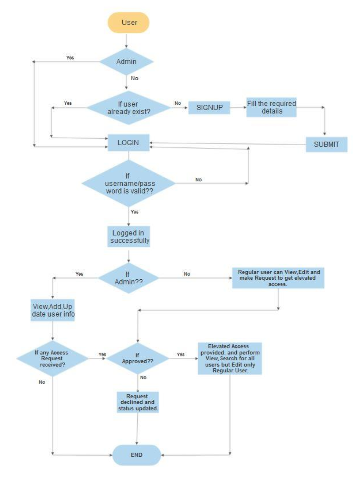 User
Admin
Yes
No
If user
already exist?
Yes
No
SIGNUP
Fill the required
details
SUBMIT
LOGIN
If
username/pass
word is valid??
No
Yes
Logged in
successfully
If
Admin??
Yes
No
Regular user can View,Edit and
make Request to get elevated
access.
View,Add,Up
date user info
If any Access
Request
received?
Yes
No
If
Approved??
Yes
No
Elevated Access
provided, and perform
View, Search for all
users but Edit only
Regular User
Request
declined and
status updated
END